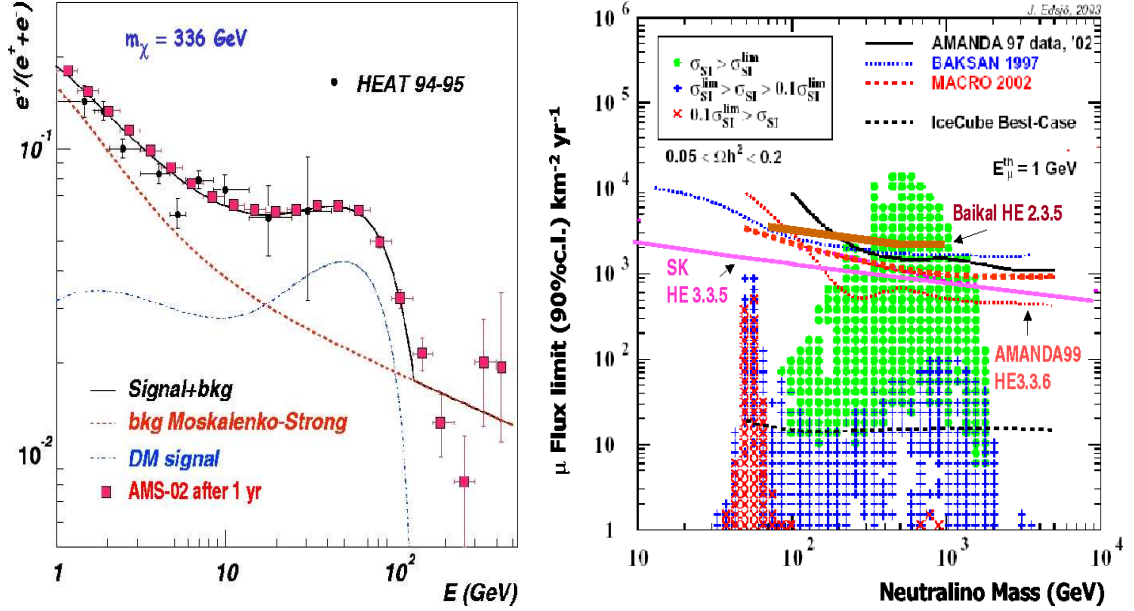 e⁺/(e⁺+e⁻)
m_χ = 336 GeV
HEAT 94-95
10⁻¹
10⁻²
Signal+bkg
bkg Moskalenko-Strong
DM signal
AMS-02 after 1 yr
1
10
10²
E (GeV)
J. Edsjö, 2003
μ Flux limit (90%c.l.) km⁻² yr⁻¹
10⁶
10⁵
10⁴
10³
10²
10
1
σ_SI > σ_SI^lim
σ_SI^lim > σ_SI > 0.1σ_SI^lim
0.1σ_SI^lim > σ_SI
0.05 < Ωh² < 0.2
AMANDA 97 data, '02
BAKSAN 1997
MACRO 2002
IceCube Best-Case
E_μ^th = 1 GeV
Baikal HE 2.3.5
SK
HE 3.3.5
AMANDA99
HE3.3.6
10
10²
10³
10⁴
Neutralino Mass (GeV)